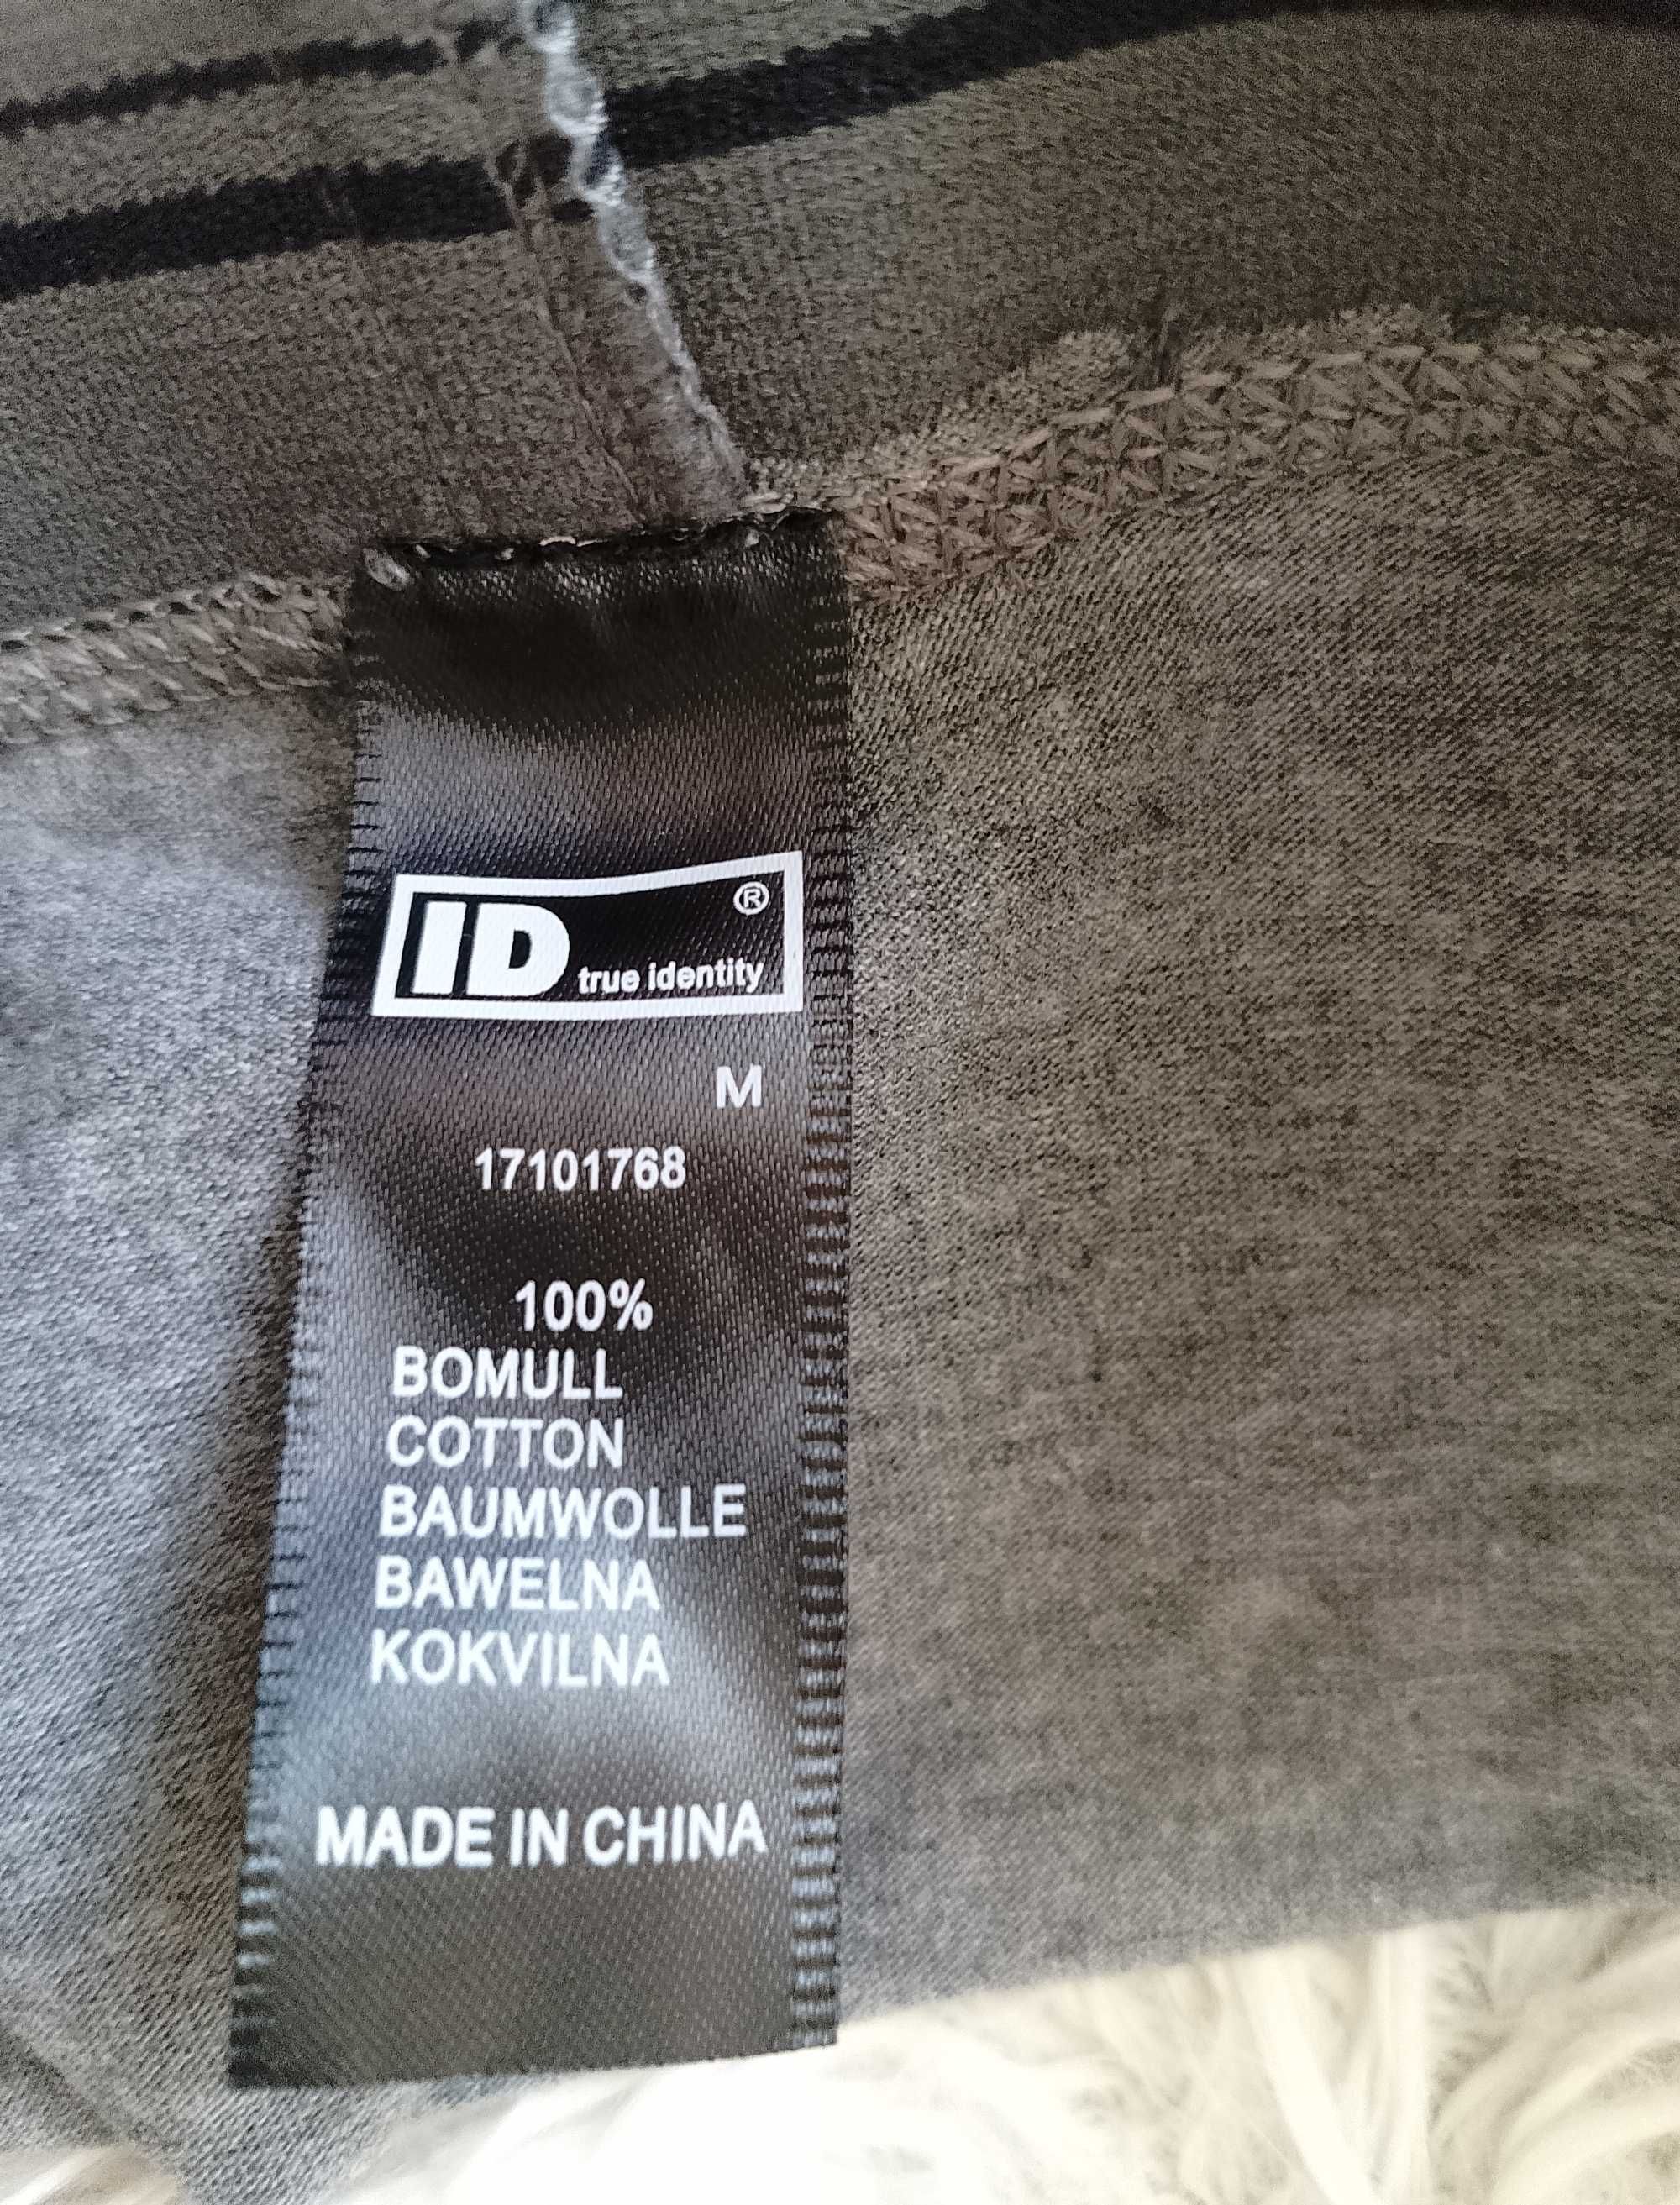 ID ®
true identity
M
17101768
100%
BOMULL
COTTON
BAUMWOLLE
BAWELNA
KOKVILNA
MADE IN CHINA